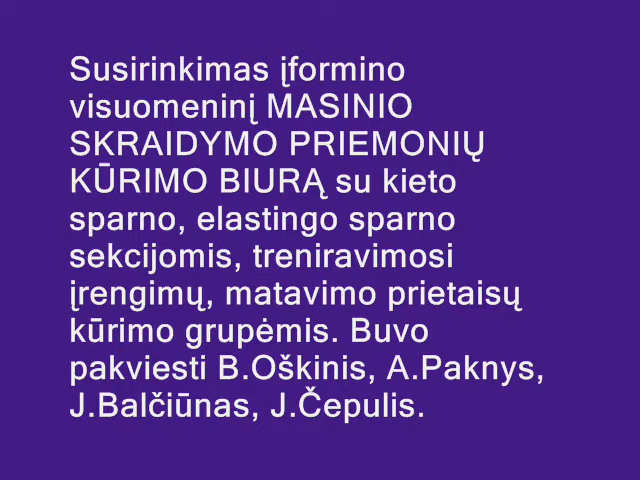 Susirinkimas įformino
visuomeninį MASINIO
SKRAIDYMO PRIEMONIŲ
KŪRIMO BIURĄ su kieto
sparno, elastingo sparno
sekcijomis, treniravimosi
įrengimų, matavimo prietaisų
kūrimo grupėmis. Buvo
pakviesti B.Oškinis, A.Paknys,
J.Balčiūnas, J.Čepulis.